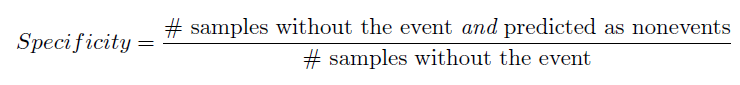 # samples without the event and predicted as nonevents
Specificity =
# samples without the event